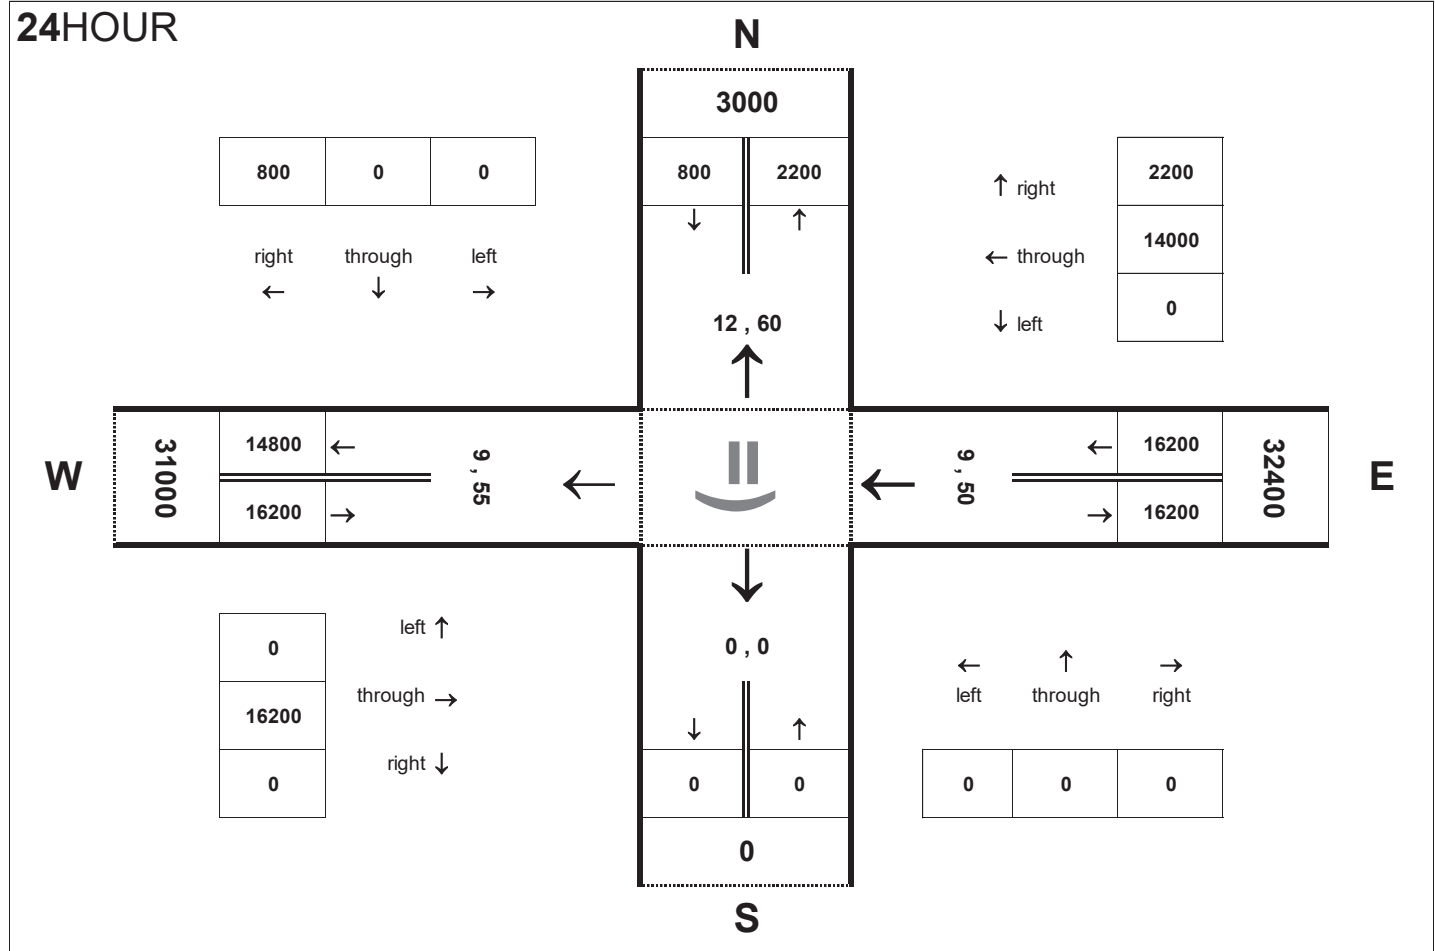 24HOUR
N
3000
800 0 0
800 2200
↓ ↑
right through left
← ↓ →
↑ right 2200
← through 14000
↓ left 0
12 , 60
↑
W
31000
14800 ←
16200 →
9 , 55
←
←
9 , 50
← 16200
→ 16200
32400
E
↓
0 , 0
0 left ↑
16200 through →
0 right ↓
↓ ↑
0 0
0
← ↑ →
left through right
0 0 0
S